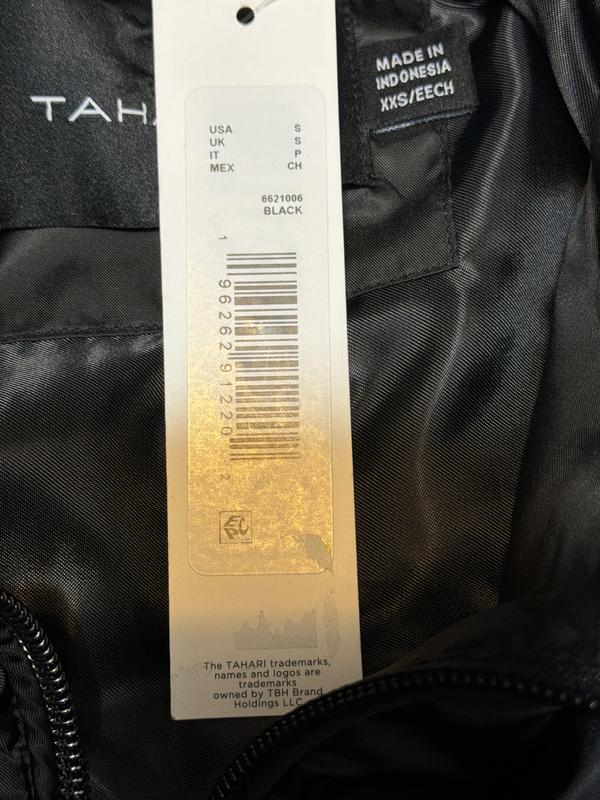 TAHA
MADE IN
INDONESIA
XXS/EECH
USA S
UK S
IT P
MEX CH
6621006
BLACK
1 96262 91220 2
EPC
The TAHARI trademarks,
names and logos are
trademarks
owned by TBH Brand
Holdings LLC